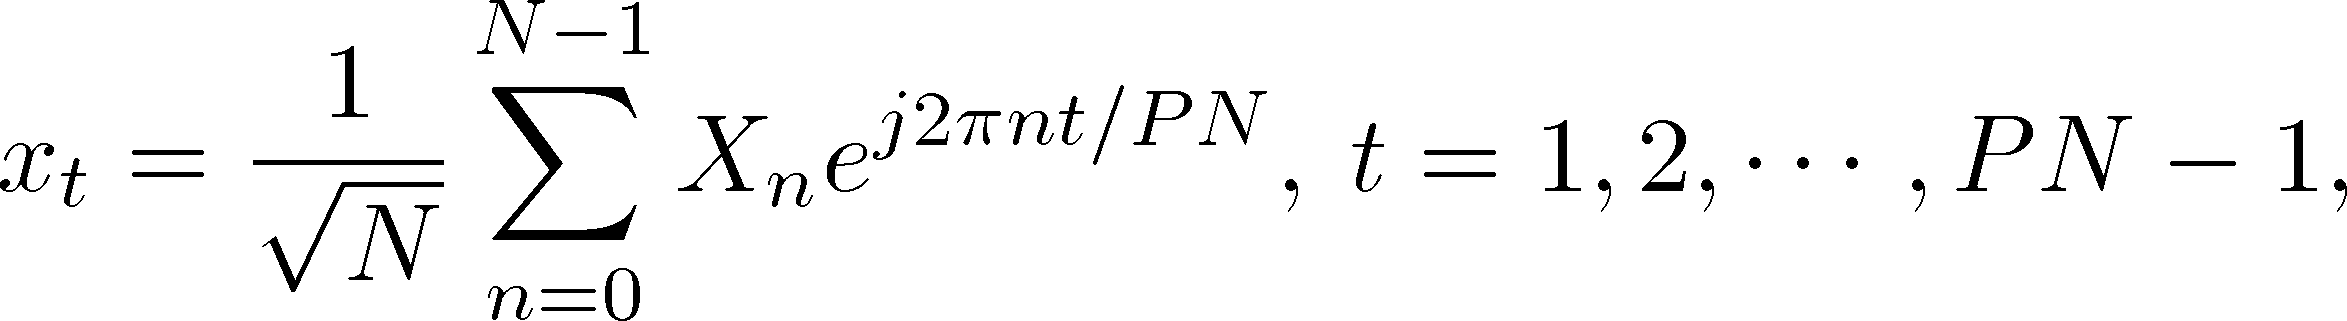 x_t = \frac{1}{\sqrt{N}} \sum_{n=0}^{N-1} X_n e^{j2\pi nt/PN}, t = 1, 2, \cdots, PN - 1,